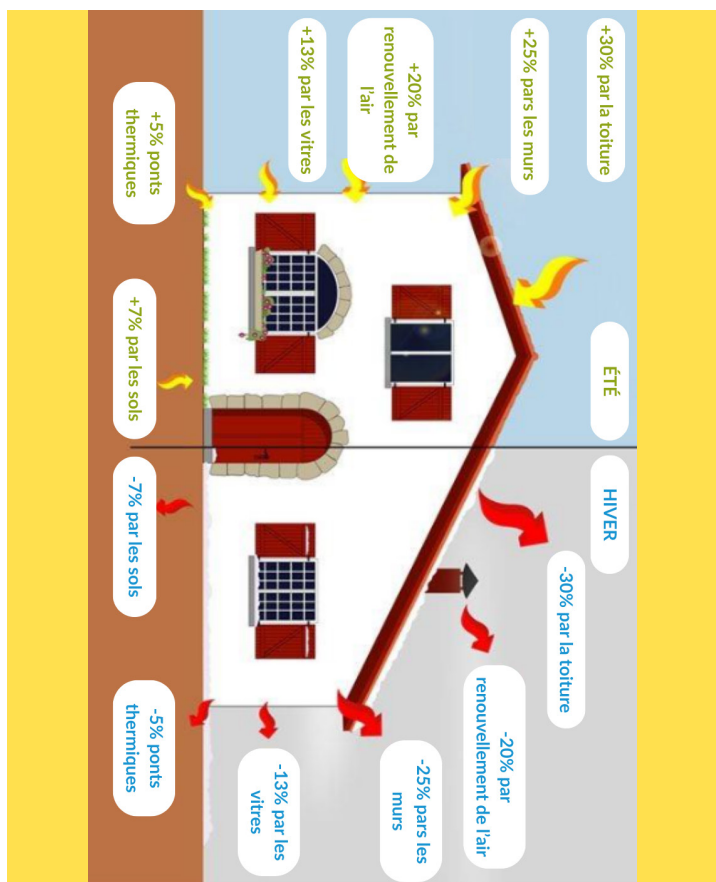 ÉTÉ
HIVER
+30% par la toiture
+25% pars les murs
+20% par
renouvellement de
l'air
+13% par les vitres
+5% ponts
thermiques
+7% par les sols
-30% par la toiture
-20% par
renouvellement de l'air
-25% pars les
murs
-13% par les
vitres
-5% ponts
thermiques
-7% par les sols